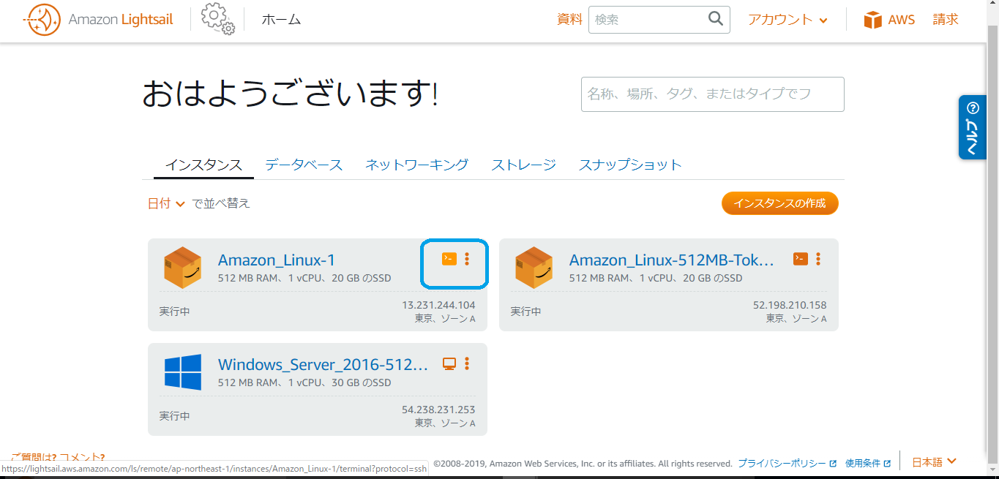 Amazon Lightsail ホーム 資料 検索 アカウント AWS 請求
おはようございます!
名称、場所、タグ、またはタイプでフ
ヘルプ
インスタンス データベース ネットワーキング ストレージ スナップショット
日付 で並べ替え インスタンスの作成
Amazon_Linux-1
512 MB RAM、1 vCPU、20 GB のSSD
実行中
13.231.244.104
東京、ゾーン A
Amazon_Linux-512MB-Tok...
512 MB RAM、1 vCPU、20 GB のSSD
実行中
52.198.210.158
東京、ゾーン A
Windows_Server_2016-512...
512 MB RAM、1 vCPU、30 GB のSSD
実行中
54.238.231.253
東京、ゾーン A
ご質問は? コメント?
https://lightsail.aws.amazon.com/ls/remote/ap-northeast-1/instances/Amazon_Linux-1/terminal?protocol=ssh
©2008-2019, Amazon Web Services, Inc. or its affiliates. All rights reserved. プライバシーポリシー 使用条件 日本語